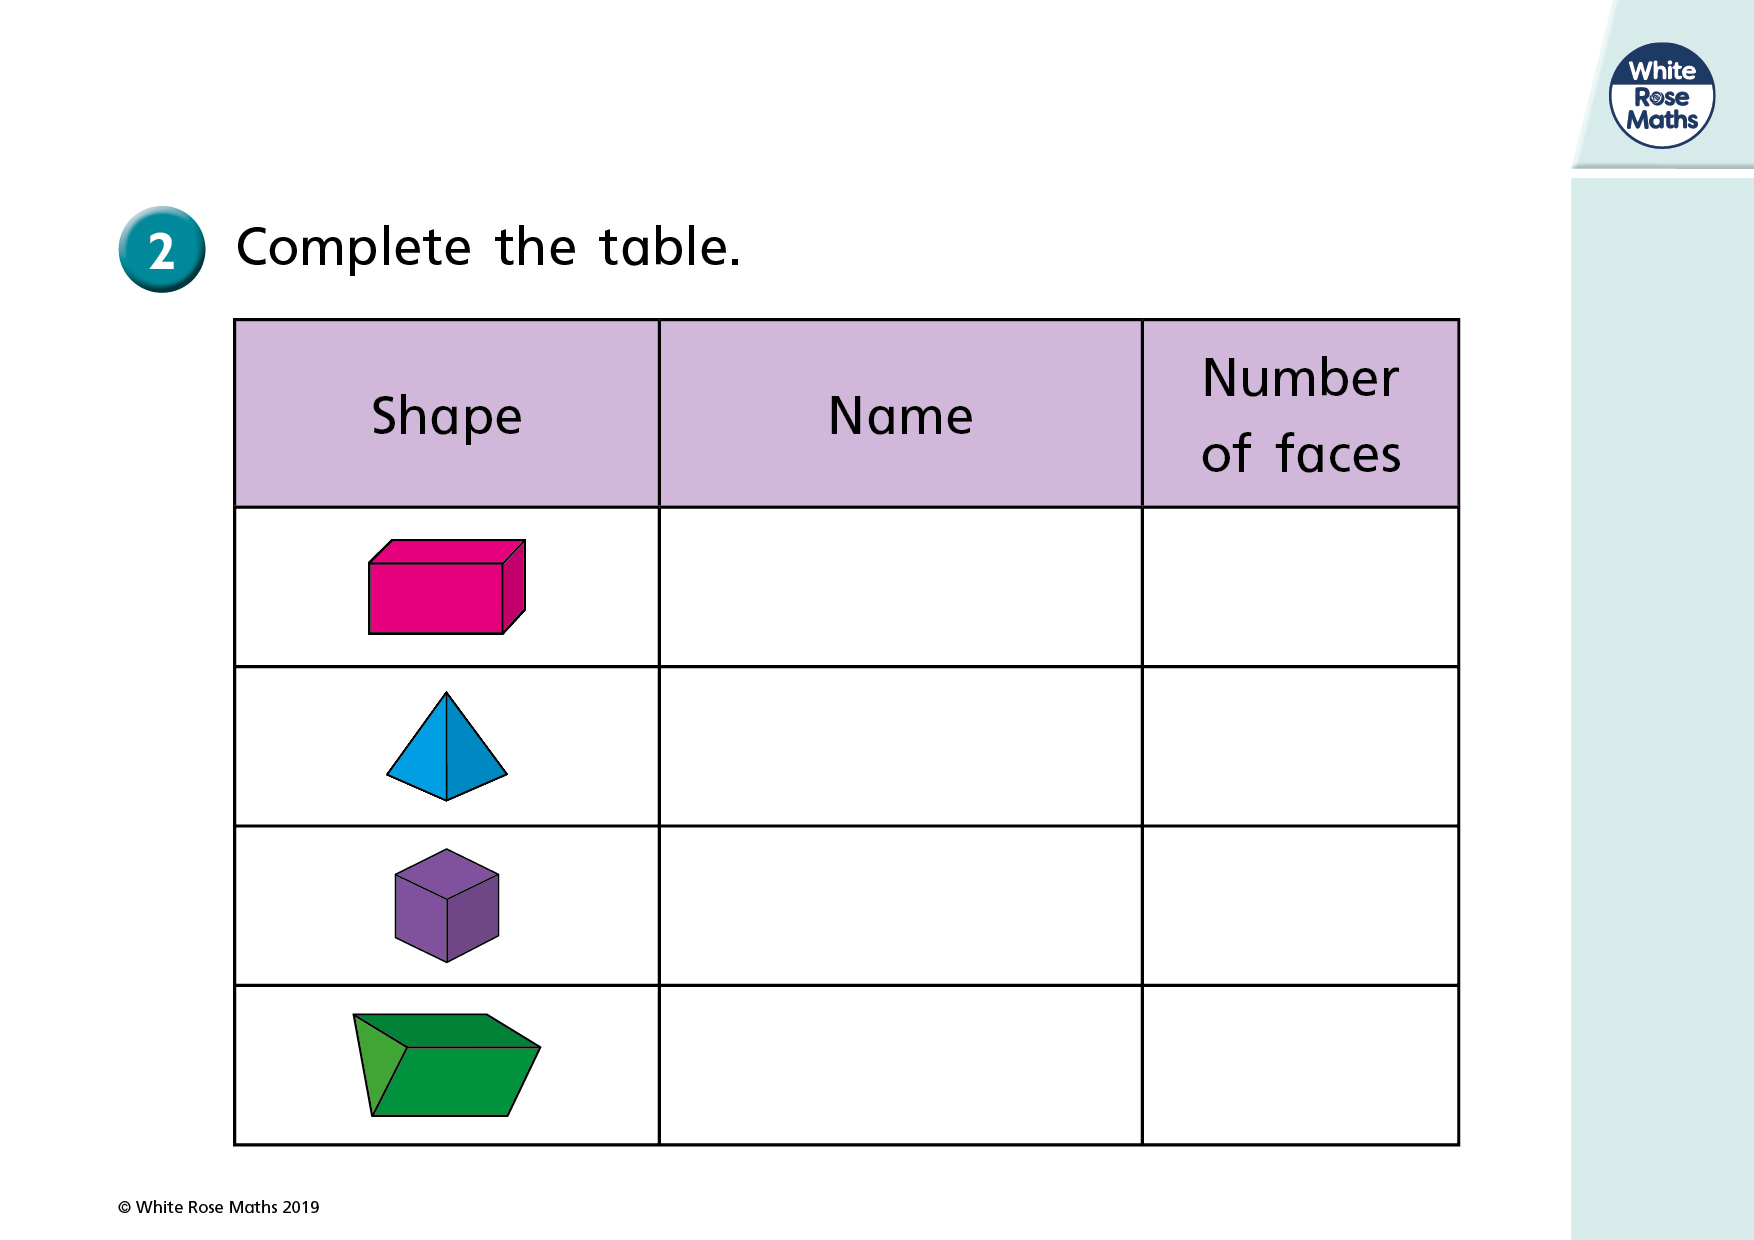 White
Rose
Maths
2 Complete the table.
Shape Name Number
of faces
© White Rose Maths 2019